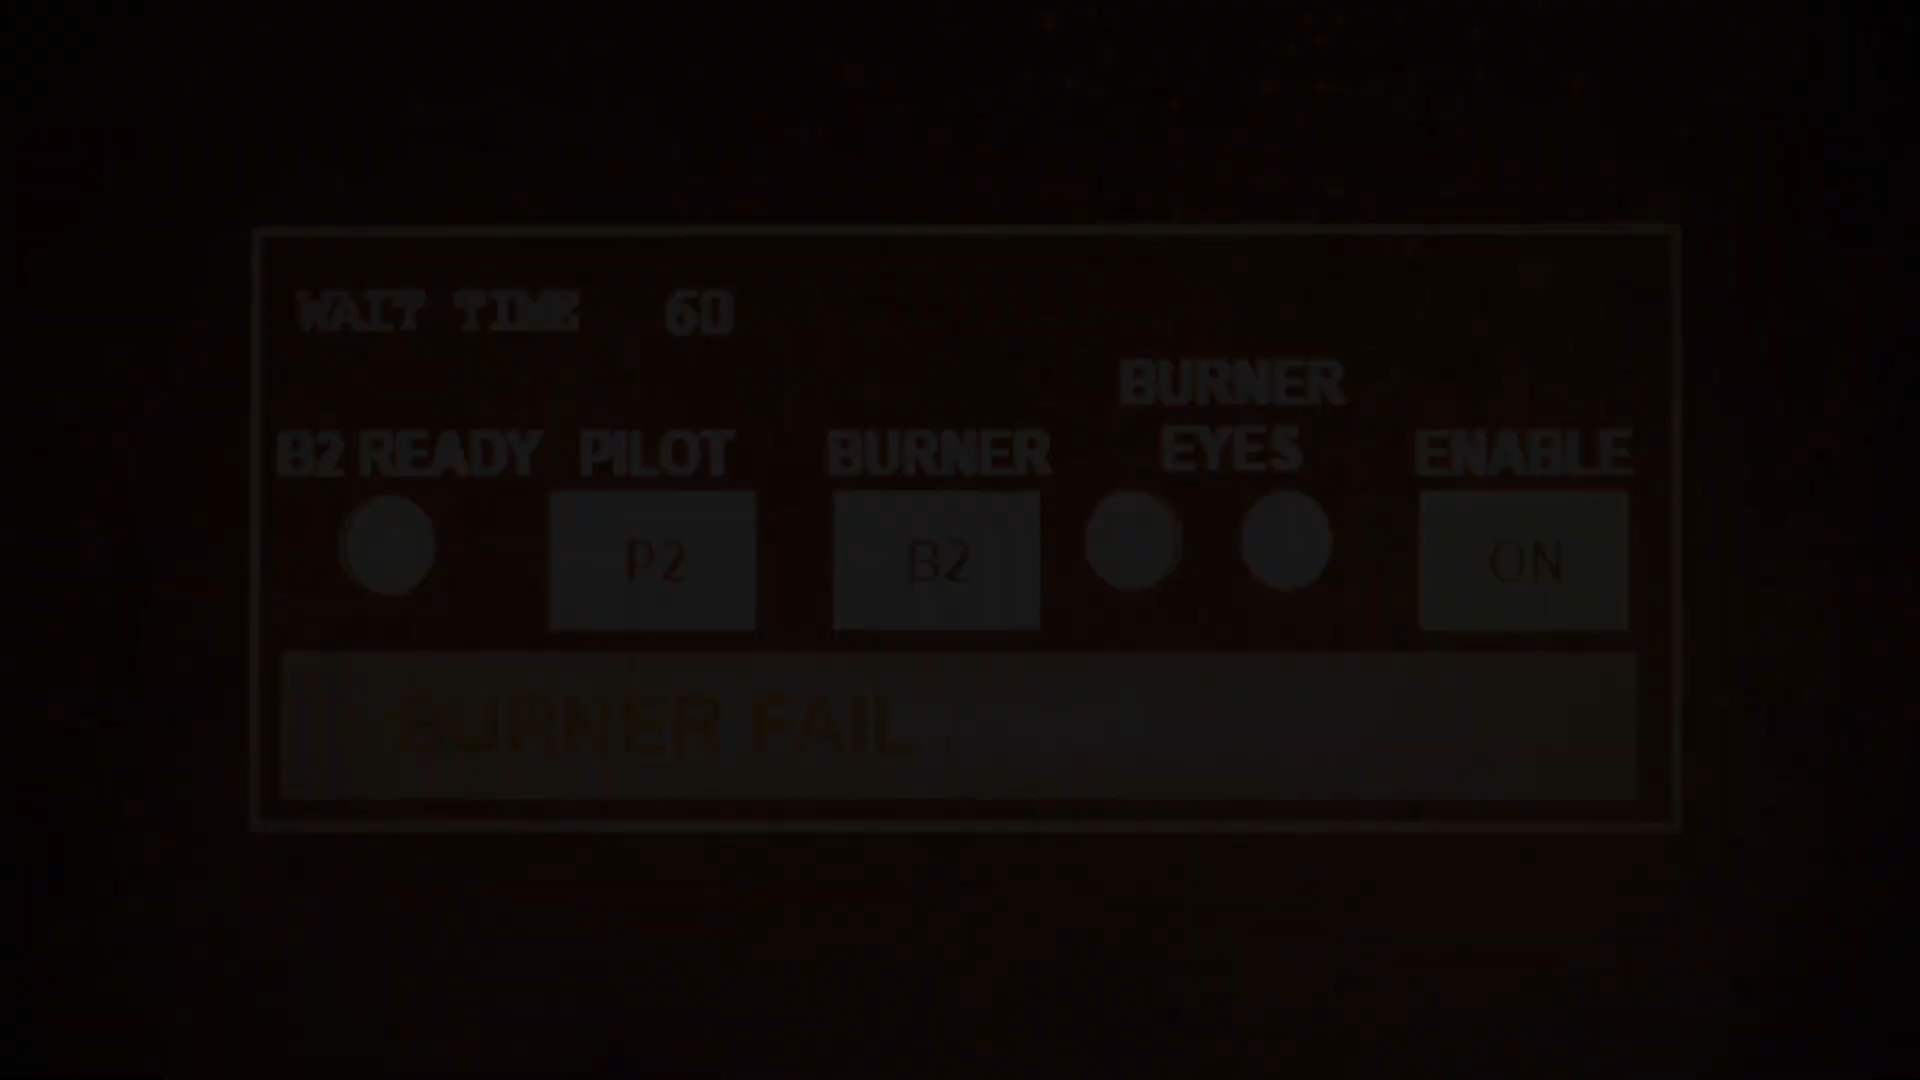 WAIT TIME 60
BURNER
B2 READY PILOT BURNER EYES ENABLE
P2 B2 ON
BURNER FAIL